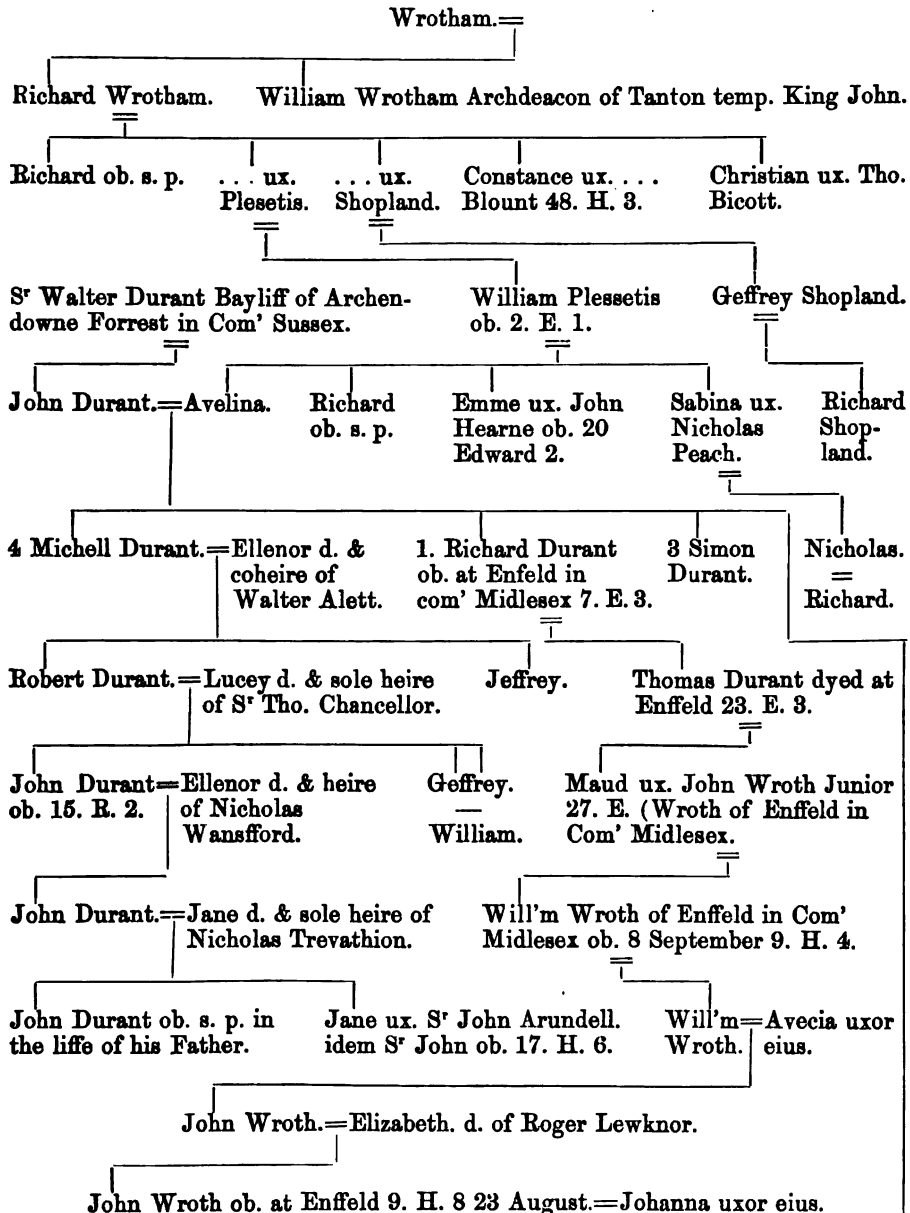 Wrotham.=
Richard Wrotham. William Wrotham Archdeacon of Tanton temp. King John.
Richard ob. s. p. ... ux. ... ux. Constance ux. .... Christian ux. Tho.
Plesetis. Shopland. Blount 48. H. 3. Bicott.
Sr Walter Durant Bayliff of Archen- William Plessetis Geffrey Shopland.
downe Forrest in Com' Sussex. ob. 2. E. 1.
John Durant.=Avelina. Richard Emme ux. John Sabina ux. Richard
ob. s. p. Hearne ob. 20 Nicholas Shop-
Edward 2. Peach. land.
4 Michell Durant.=Ellenor d. & 1. Richard Durant 3 Simon Nicholas.
coheire of ob. at Enfeld in Durant. =
Walter Alett. com' Midlesex 7. E. 3. Richard.
Robert Durant.=Lucey d. & sole heire Jeffrey. Thomas Durant dyed at
of Sr Tho. Chancellor. Enffeld 23. E. 3.
John Durant=Ellenor d. & heire Geffrey. Maud ux. John Wroth Junior
ob. 15. R. 2. of Nicholas — 27. E. (Wroth of Enffeld in
Wansfford. William. Com' Midlesex.
John Durant.=Jane d. & sole heire of Will'm Wroth of Enffeld in Com'
Nicholas Trevathion. Midlesex ob. 8 September 9. H. 4.
John Durant ob. s. p. in Jane ux. Sr John Arundell. Will'm=Avecia uxor
the liffe of his Father. idem Sr John ob. 17. H. 6. Wroth. eius.
John Wroth.=Elizabeth. d. of Roger Lewknor.
John Wroth ob. at Enffeld 9. H. 8 23 August.=Johanna uxor eius.